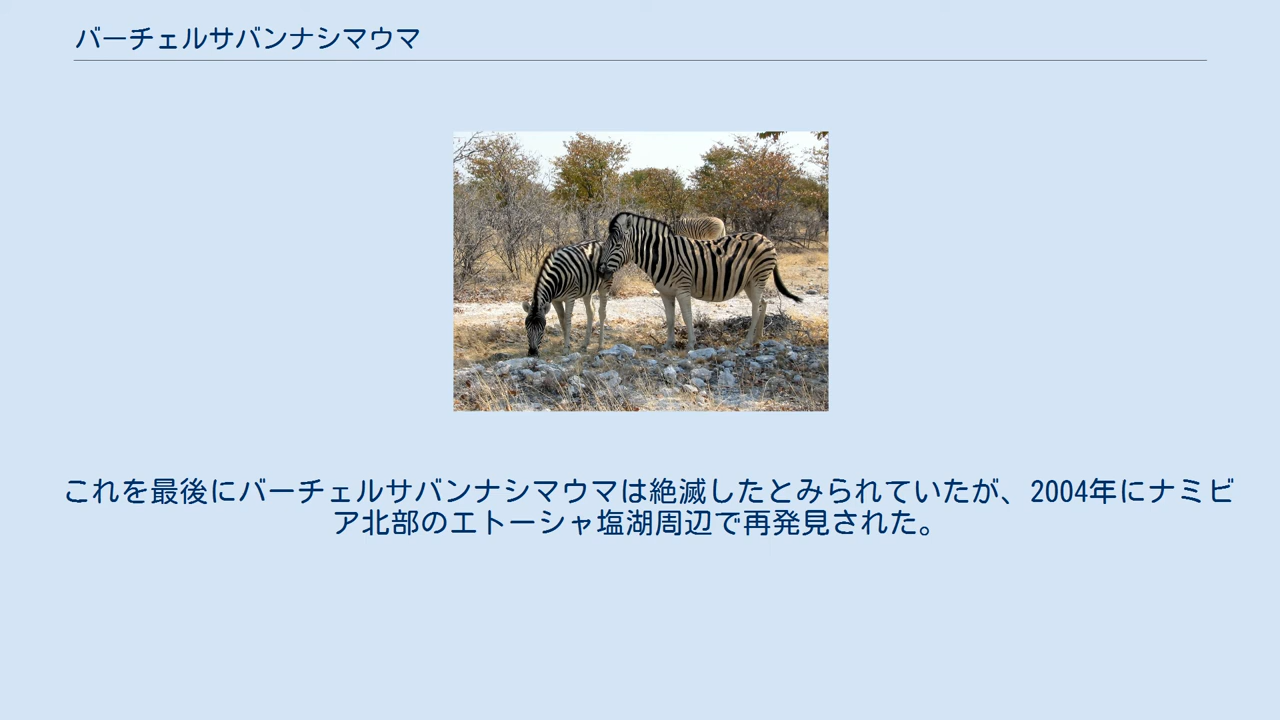 バーチェルサバンナシマウマ
これを最後にバーチェルサバンナシマウマは絶滅したとみられていたが、2004年にナミビ
ア北部のエトーシャ塩湖周辺で再発見された。